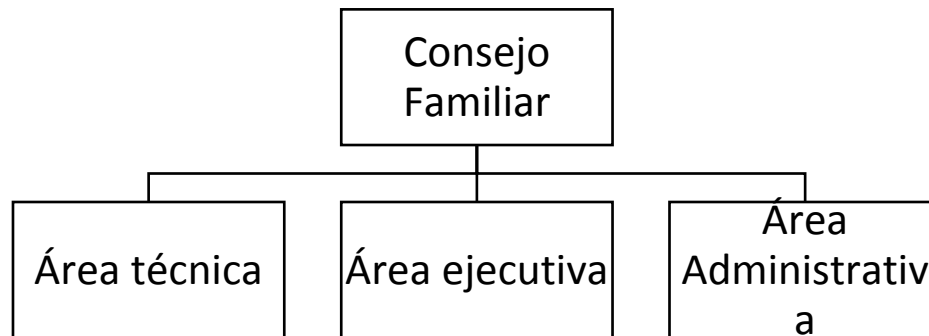 Consejo
Familiar
Área técnica
Área ejecutiva
Área
Administrativ
a